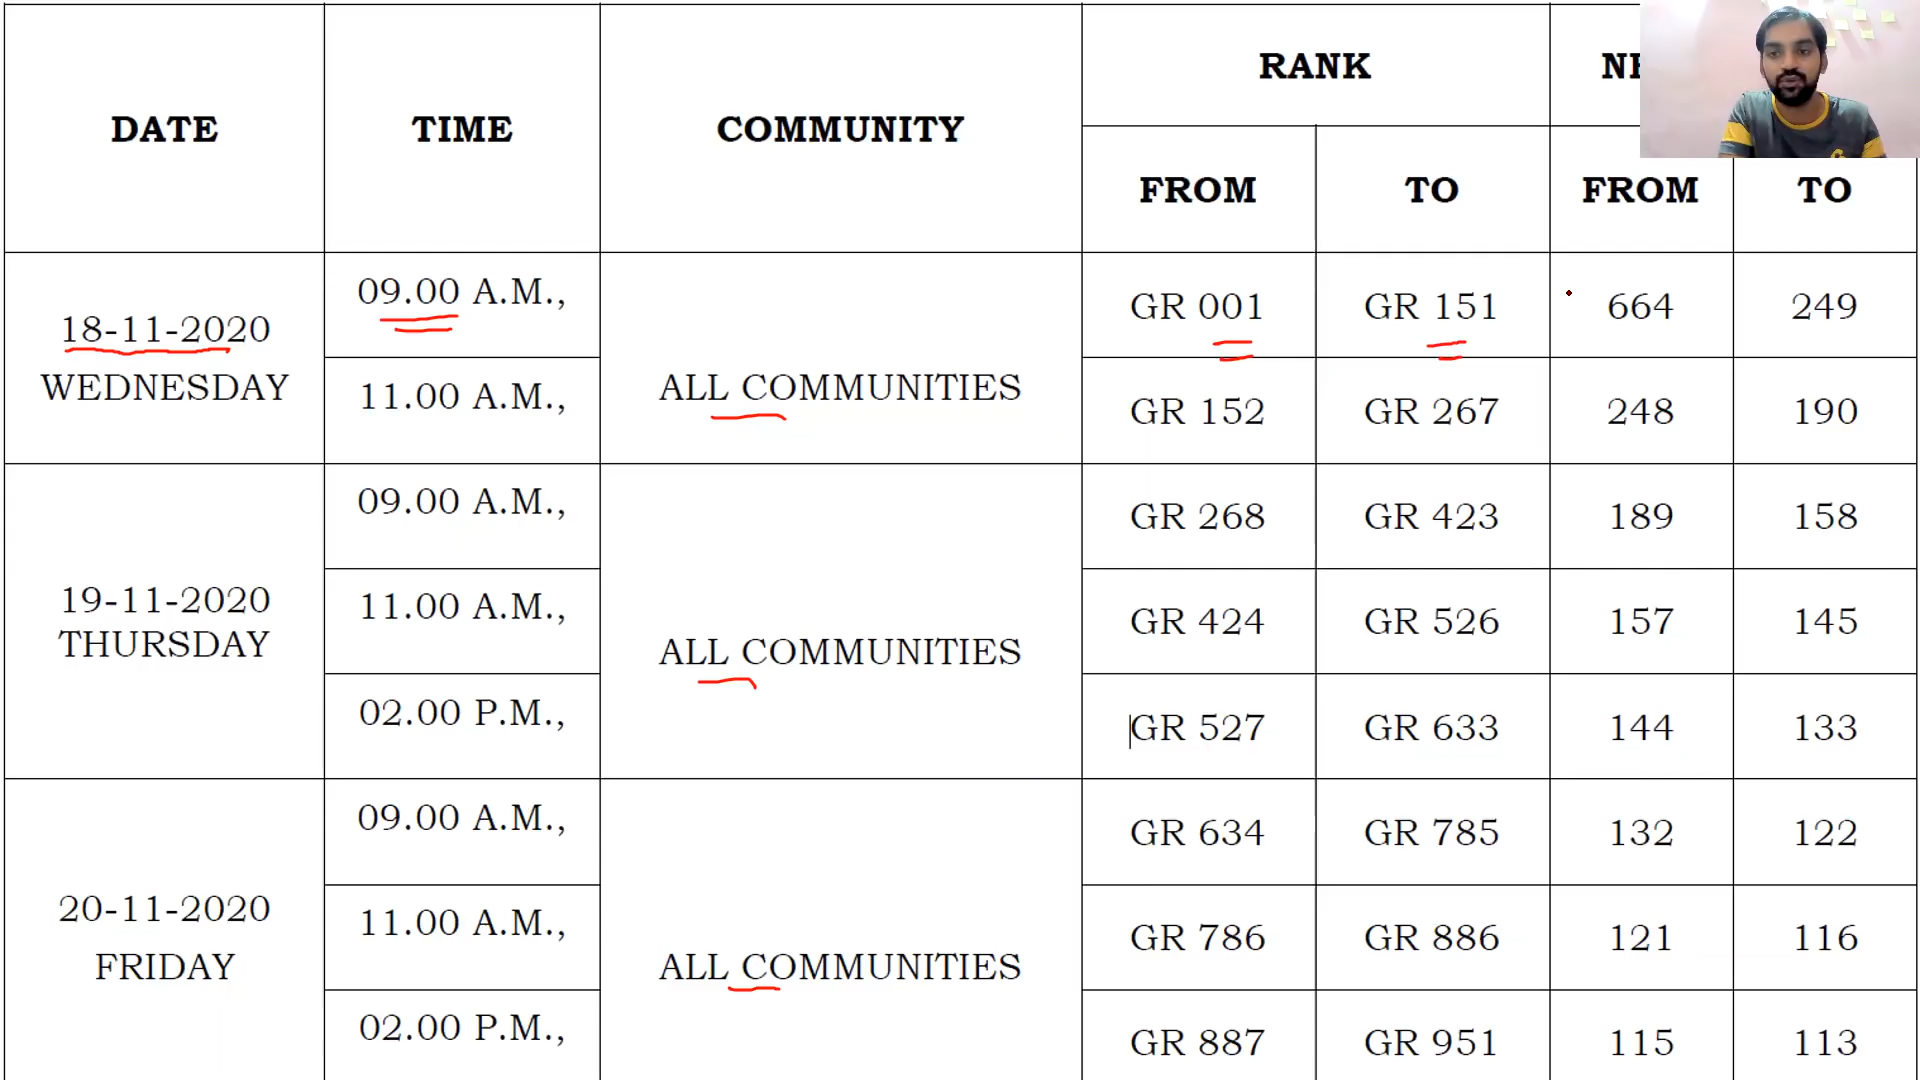 DATE TIME COMMUNITY RANK
FROM TO FROM TO
18-11-2020
WEDNESDAY
09.00 A.M.,
ALL COMMUNITIES
GR 001 GR 151 664 249
11.00 A.M.,
GR 152 GR 267 248 190
19-11-2020
THURSDAY
09.00 A.M.,
ALL COMMUNITIES
GR 268 GR 423 189 158
11.00 A.M.,
GR 424 GR 526 157 145
02.00 P.M.,
GR 527 GR 633 144 133
20-11-2020
FRIDAY
09.00 A.M.,
ALL COMMUNITIES
GR 634 GR 785 132 122
11.00 A.M.,
GR 786 GR 886 121 116
02.00 P.M.,
GR 887 GR 951 115 113